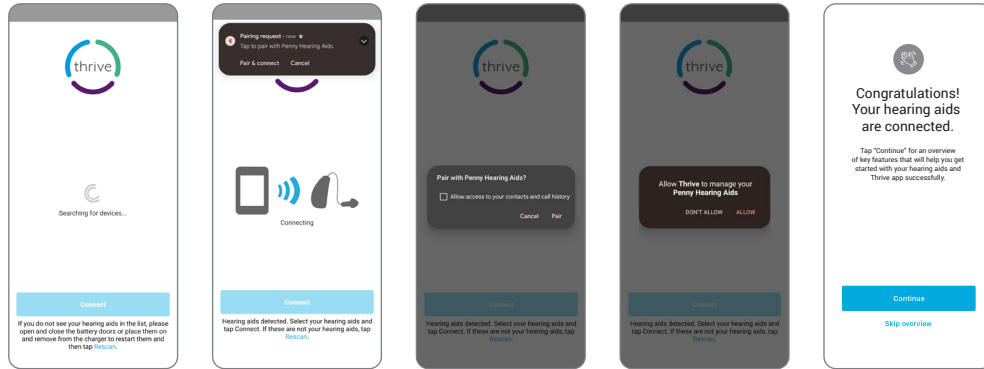 thrive
Searching for devices...
Connect
If you do not see your hearing aids in the list, please
open and close the battery doors or place them on
and remove from the charger to restart them and
then tap Rescan.
Pairing request • now
Tap to pair with Penny Hearing Aids.
Pair & connect Cancel
Connecting
Connect
Hearing aids detected. Select your hearing aids and
tap Connect. If these are not your hearing aids, tap
Rescan.
thrive
Pair with Penny Hearing Aids?
Allow access to your contacts and call history
Cancel Pair
Connect
Hearing aids detected. Select your hearing aids and
tap Connect. If these are not your hearing aids, tap
Rescan.
thrive
Allow Thrive to manage your
Penny Hearing Aids
DON'T ALLOW ALLOW
Connect
Hearing aids detected. Select your hearing aids and
tap Connect. If these are not your hearing aids, tap
Rescan.
Congratulations!
Your hearing aids
are connected.
Tap "Continue" for an overview
of key features that will help you get
started with your hearing aids and
Thrive app successfully.
Continue
Skip overview